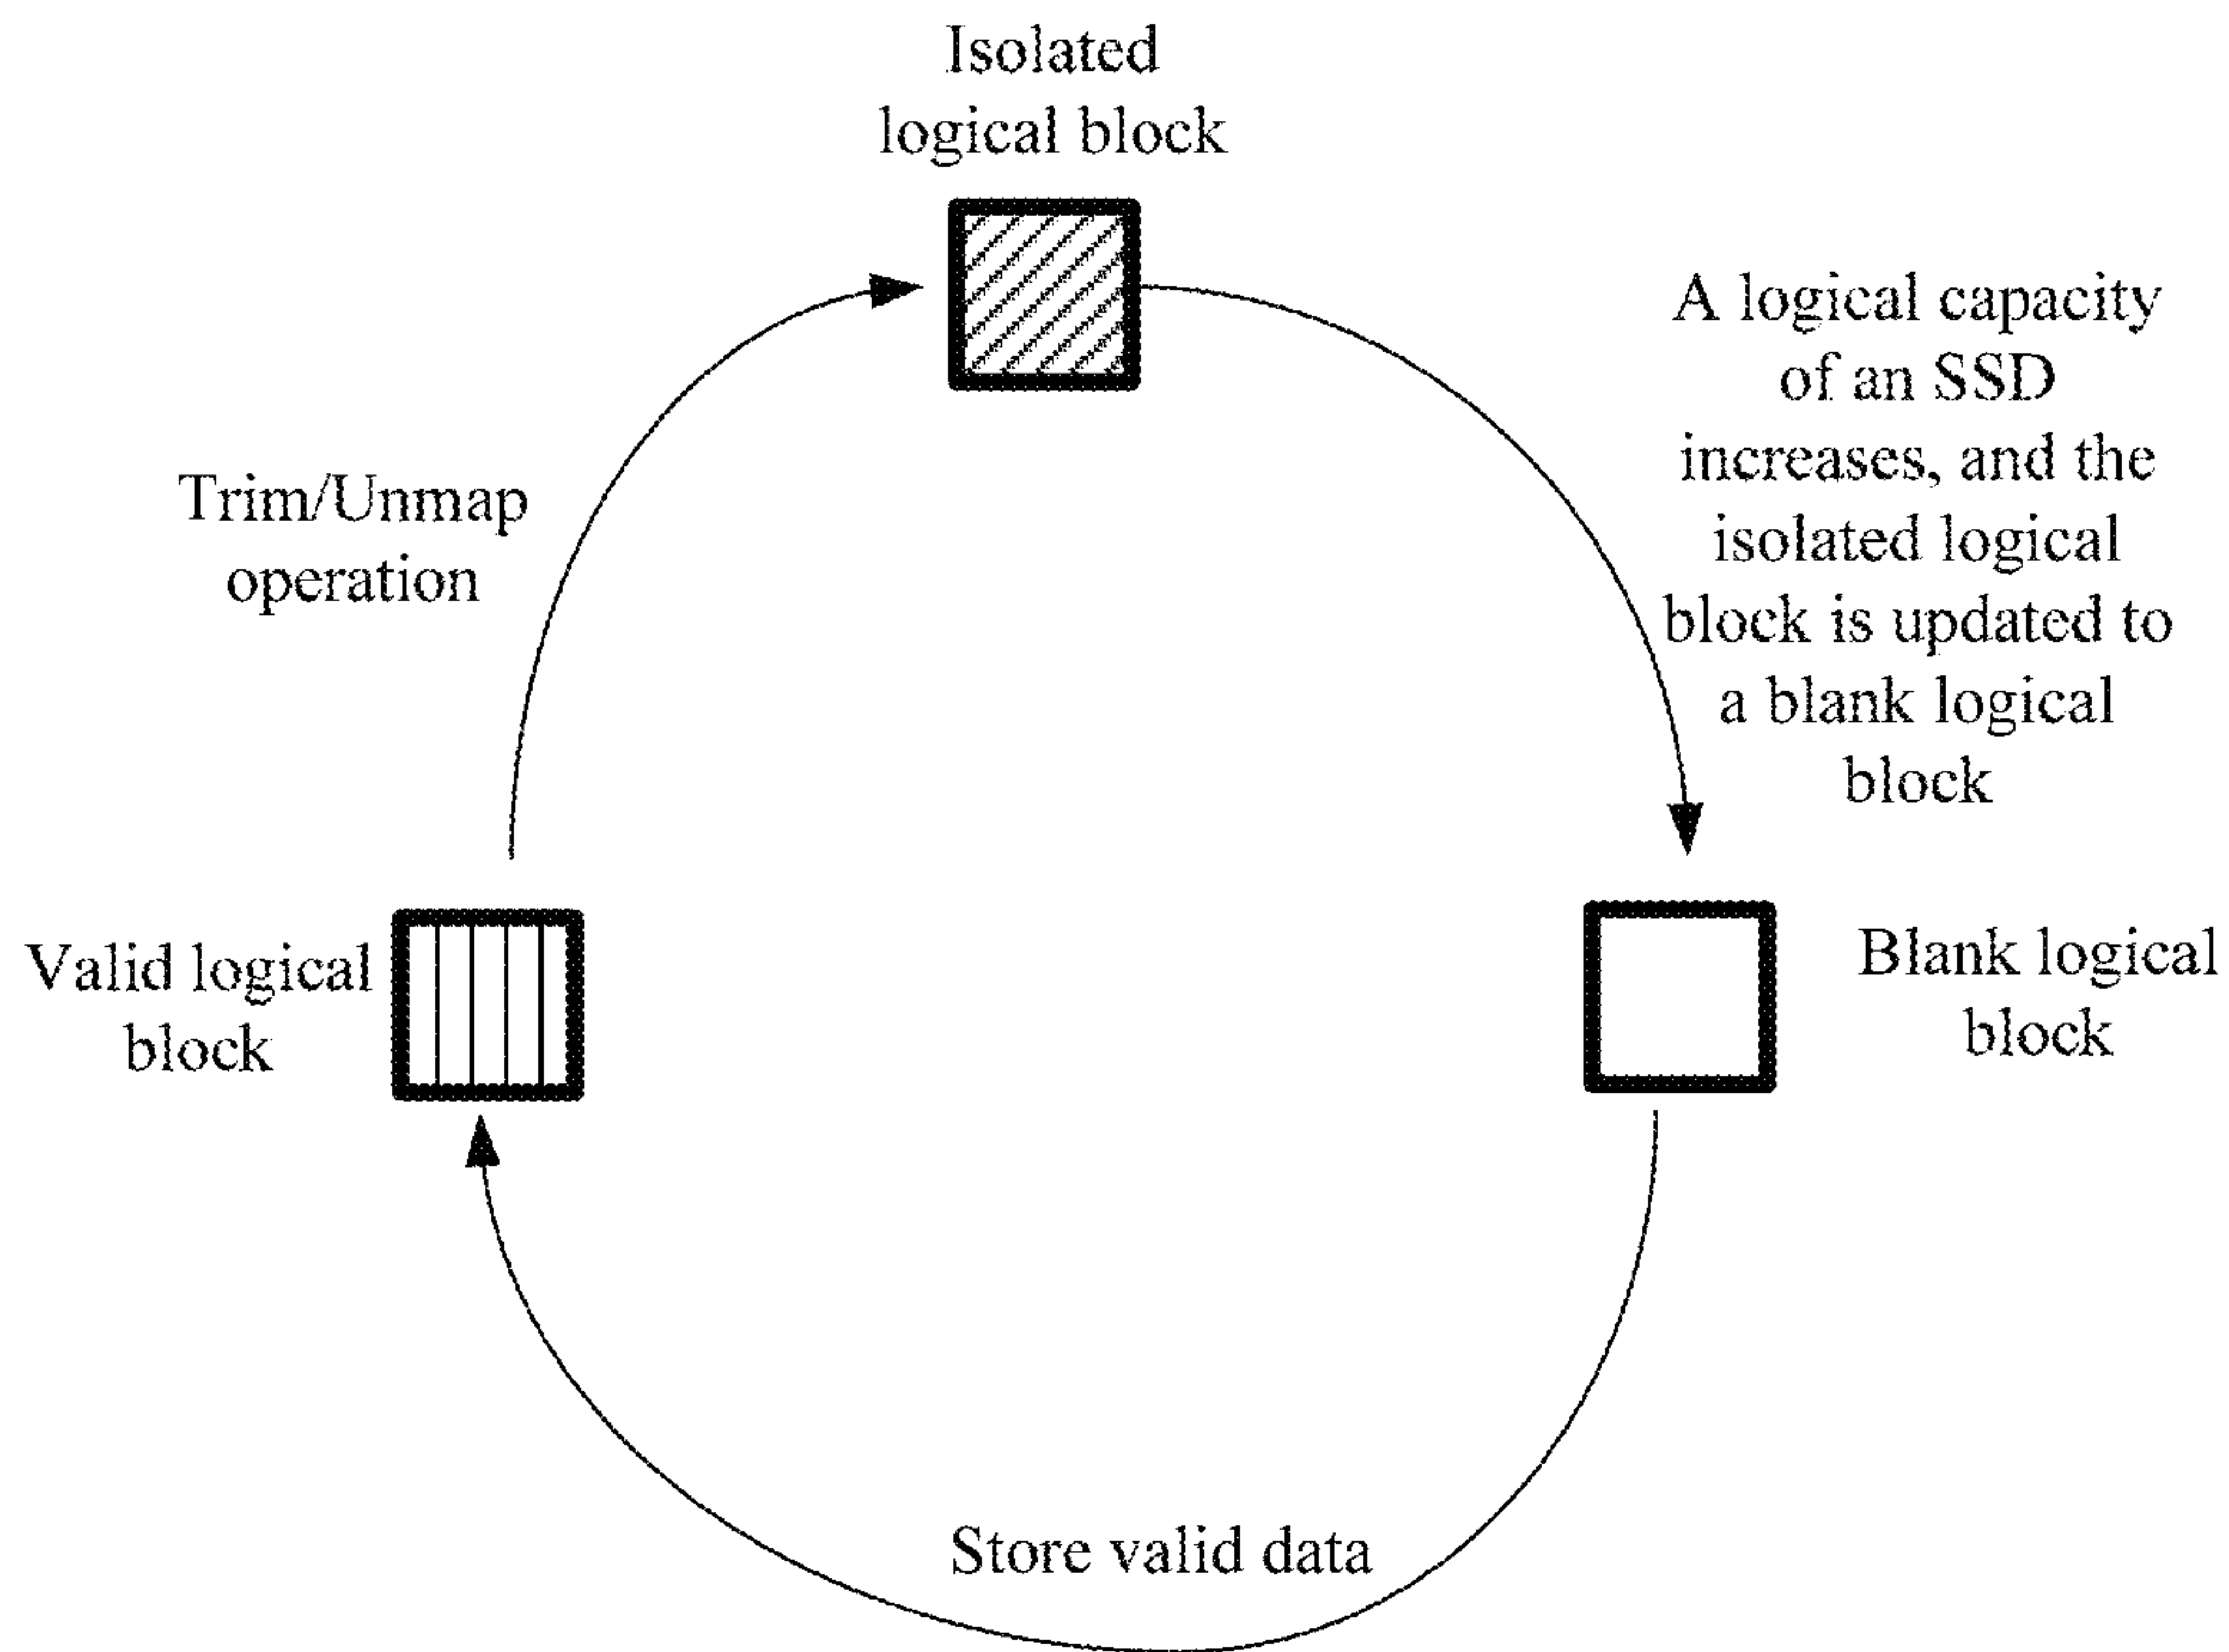 Isolated
logical block
A logical capacity
of an SSD
increases, and the
isolated logical
block is updated to
a blank logical
block
Trim/Unmap
operation
Valid logical
block
Blank logical
block
Store valid data